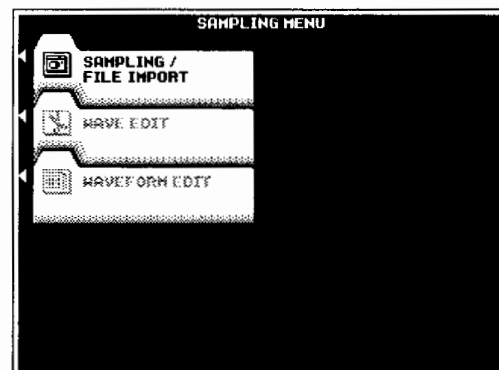 SAMPLING MENU
SAMPLING /
FILE IMPORT
WAVE EDIT
WAVEFORM EDIT